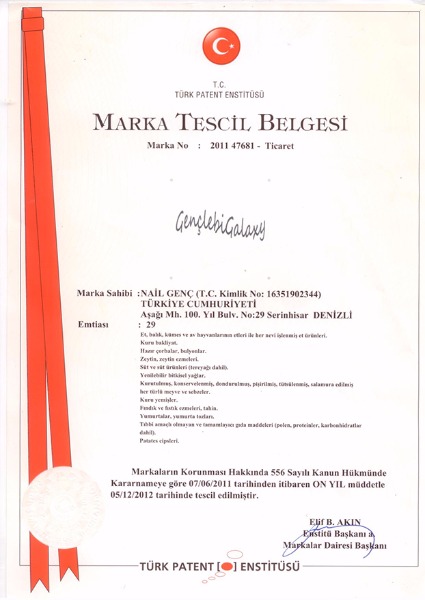 T.C.
TÜRK PATENT ENSTİTÜSÜ
MARKA TESCİL BELGESİ
Marka No : 2011 47681 - Ticaret
GençlebiGalaxy
Marka Sahibi :NAİL GENÇ (T.C. Kimlik No: 16351902344)
TÜRKİYE CUMHURİYETİ
Aşağı Mh. 100. Yıl Bulv. No:29 Serinhisar DENİZLİ
Emtiası : 29
Et, balık, kümes ve av hayvanlarının etleri ile her nevi işlenmiş et ürünleri.
Kuru bakliyat.
Hazır çorbalar, bulyonlar.
Zeytin, zeytin ezmeleri.
Süt ve süt ürünleri (tereyağı dahil).
Yenilebilir bitkisel yağlar.
Kurutulmuş, konservelenmiş, dondurulmuş, pişirilmiş, tütsülenmiş, salamura edilmiş
her türlü meyve ve sebzeler.
Kuru yemişler.
Fındık ve fıstık ezmeleri, tahin.
Yumurtalar, yumurta tozları.
Tıbbi amaçlı olmayan ve tamamlayıcı gıda maddeleri (polen, proteinler, karbonhidratlar
dahil).
Patates cipsleri.
Markaların Korunması Hakkında 556 Sayılı Kanun Hükmünde
Kararnameye göre 07/06/2011 tarihinden itibaren ON YIL müddetle
05/12/2012 tarihinde tescil edilmiştir.
Elif B. AKIN
Enstitü Başkanı a.
Markalar Dairesi Başkanı
TÜRK PATENT ENSTİTÜSÜ